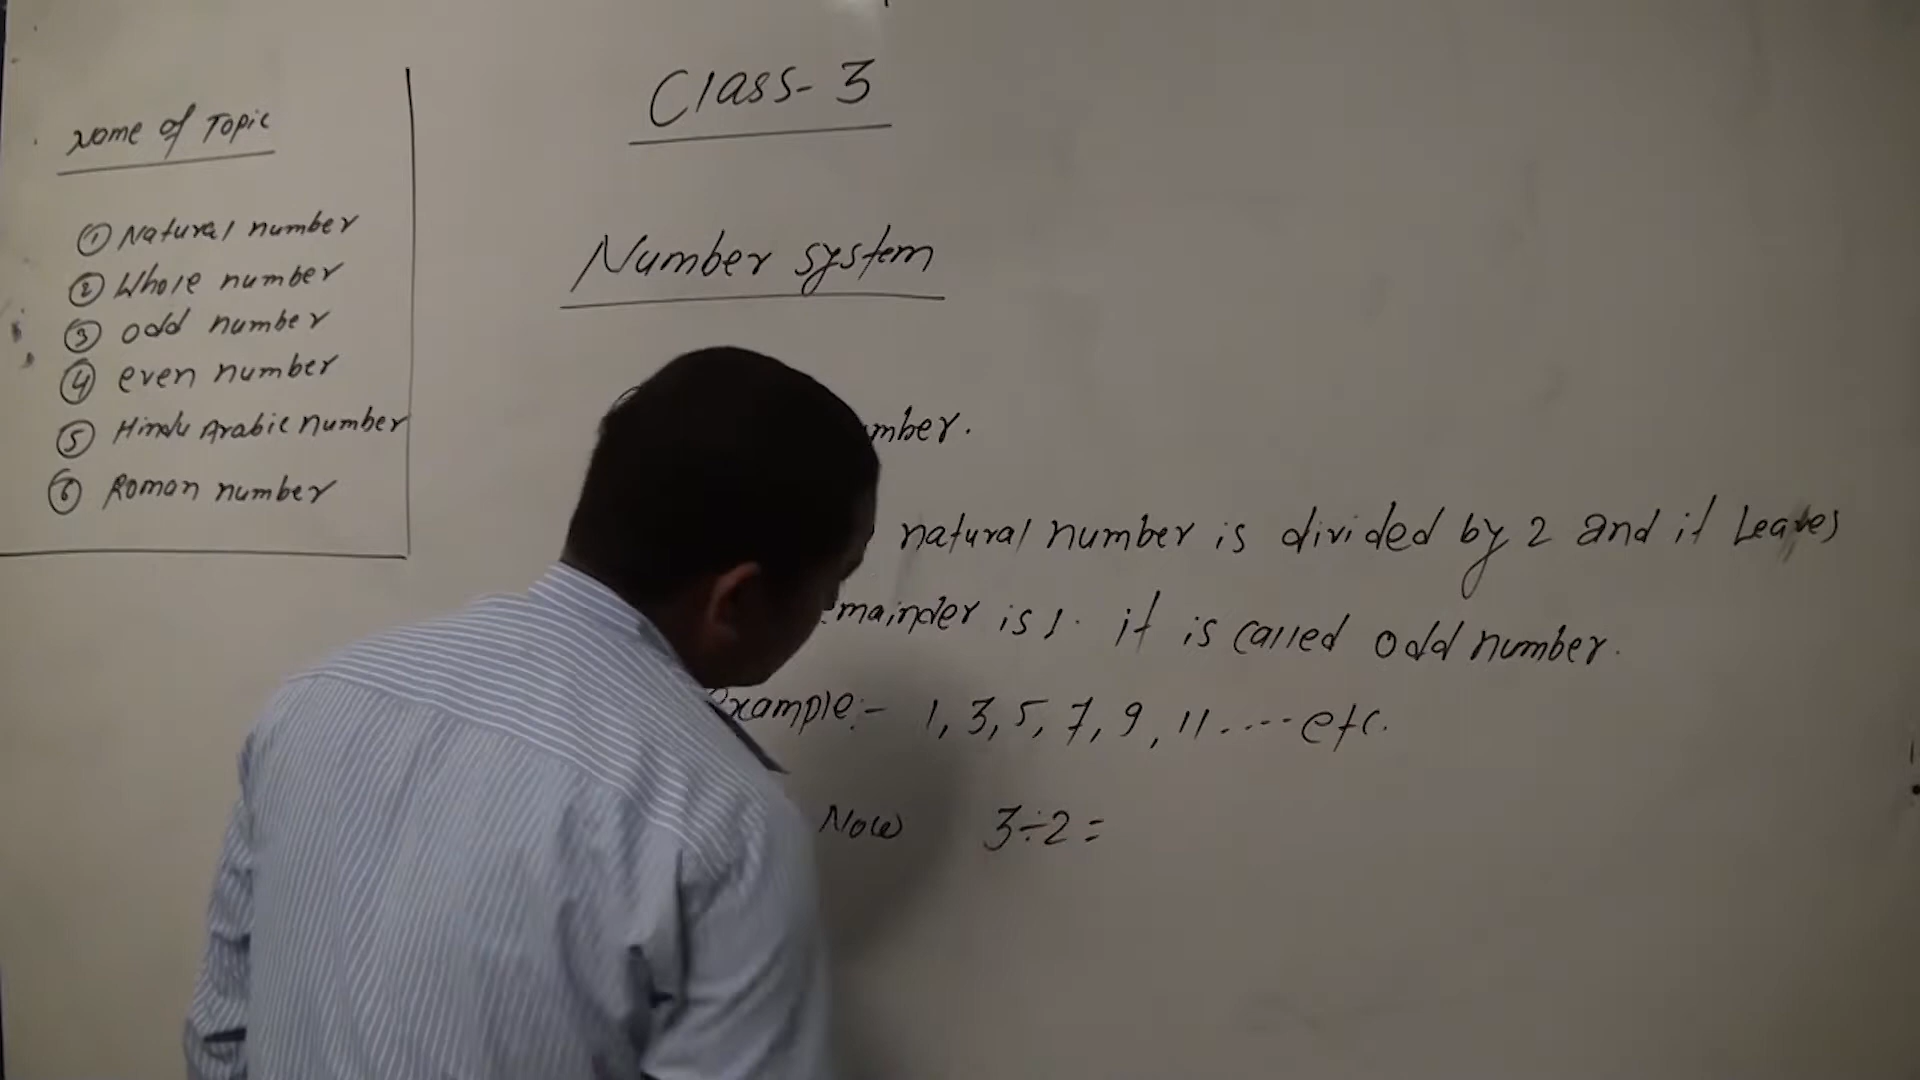 Name of Topic
① Natural number
② Whole number
③ odd number
④ even number
⑤ Hindu Arabic number
⑥ Roman number
Class- 3
Number system
mber.
natural number is divided by 2 and it Leaves
mainder is 1. it is called odd number.
Example:- 1, 3, 5, 7, 9, 11 .... etc.
Now 3÷2=